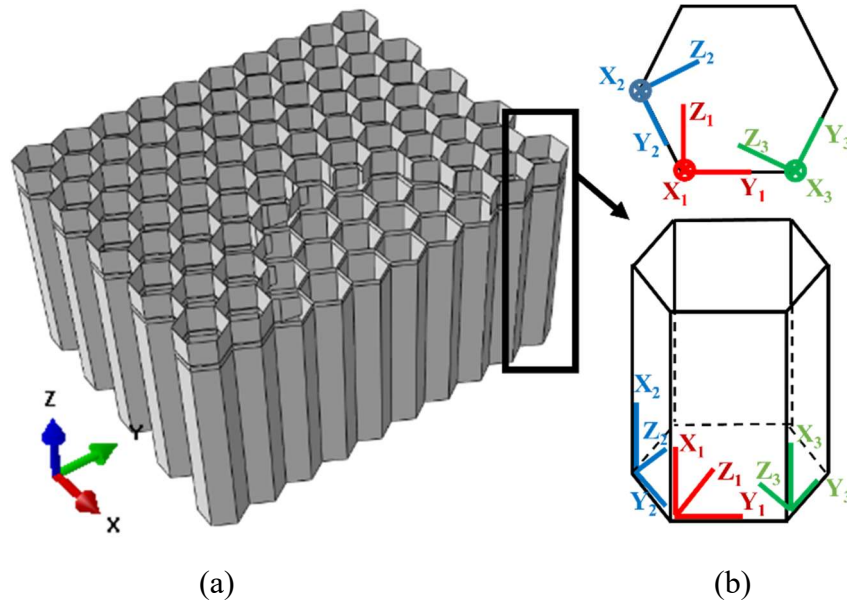 Z
Y
X
(a)
X₂
Z₂
Y₂
Z₁
X₁
Y₁
Z₃
Y₃
X₃
X₂
Z₂
Y₂
X₁
Z₁
Y₁
X₃
Z₃
Y₃
(b)